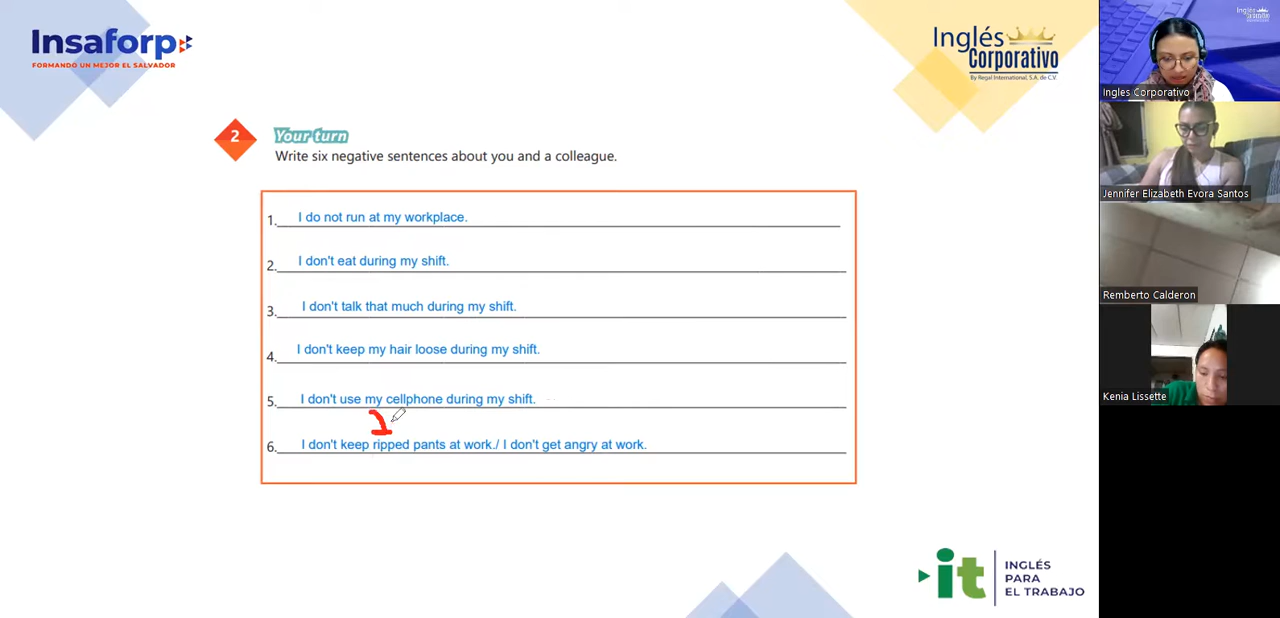 Insaforp
FORMANDO UN MEJOR EL SALVADOR
Inglés
Corporativo
By Regal International, S.A. de C.V.
2
Your turn
Write six negative sentences about you and a colleague.
1. I do not run at my workplace.
2. I don't eat during my shift.
3. I don't talk that much during my shift.
4. I don't keep my hair loose during my shift.
5. I don't use my cellphone during my shift.
6. I don't keep ripped pants at work./ I don't get angry at work.
it
INGLÉS
PARA
EL TRABAJO
Inglés
Corporativo
Ingles Corporativo
Jennifer Elizabeth Evora Santos
Remberto Calderon
Kenia Lissette